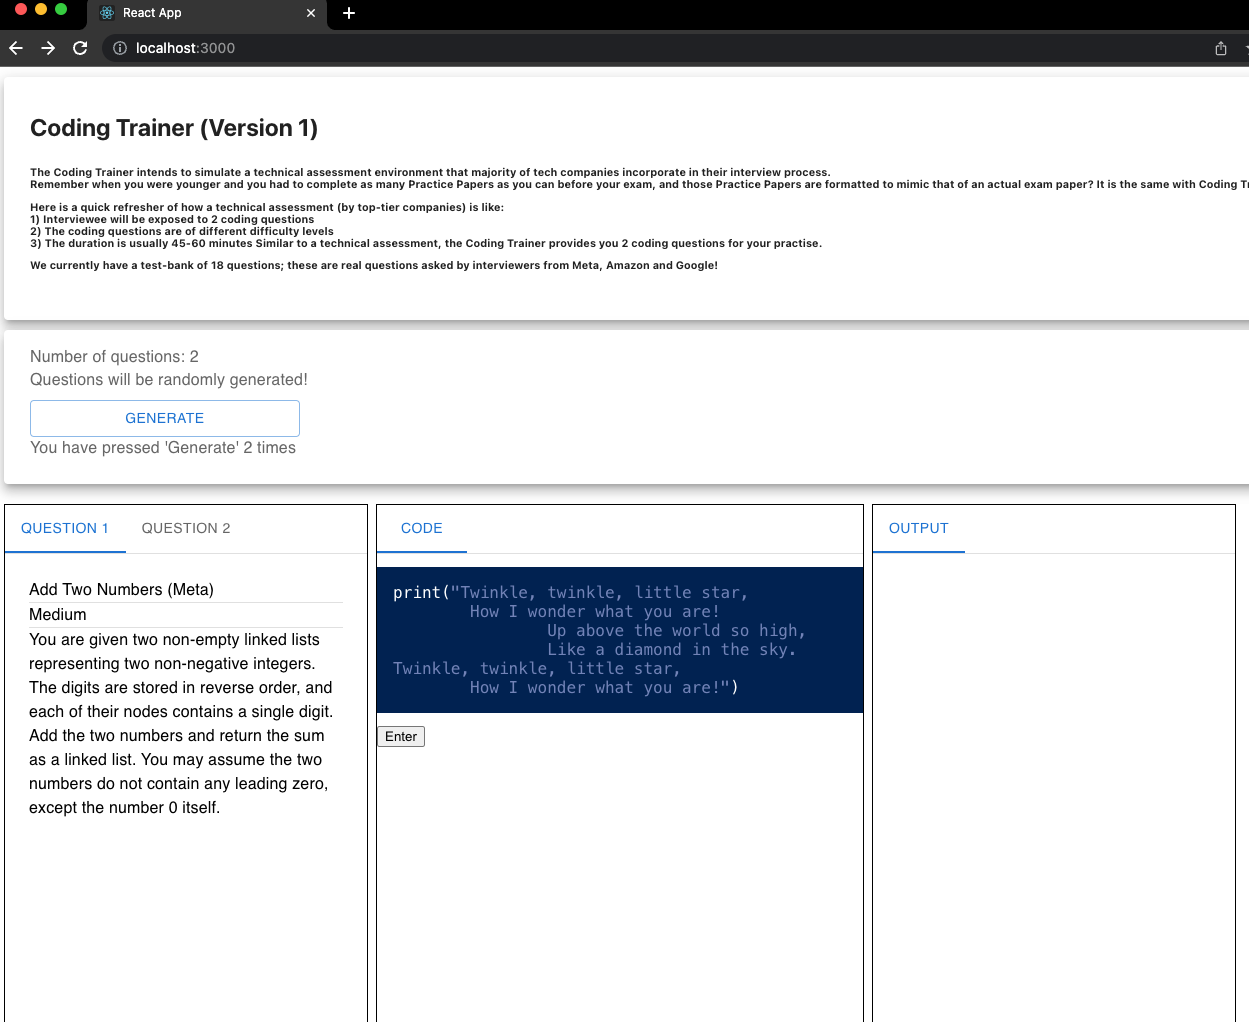 React App
localhost:3000
Coding Trainer (Version 1)
The Coding Trainer intends to simulate a technical assessment environment that majority of tech companies incorporate in their interview process.
Remember when you were younger and you had to complete as many Practice Papers as you can before your exam, and those Practice Papers are formatted to mimic that of an actual exam paper? It is the same with Coding
Here is a quick refresher of how a technical assessment (by top-tier companies) is like:
1) Interviewee will be exposed to 2 coding questions
2) The coding questions are of different difficulty levels
3) The duration is usually 45-60 minutes Similar to a technical assessment, the Coding Trainer provides you 2 coding questions for your practise.
We currently have a test-bank of 18 questions; these are real questions asked by interviewers from Meta, Amazon and Google!
Number of questions: 2
Questions will be randomly generated!
GENERATE
You have pressed 'Generate' 2 times
QUESTION 1 QUESTION 2
Add Two Numbers (Meta)
Medium
You are given two non-empty linked lists
representing two non-negative integers.
The digits are stored in reverse order, and
each of their nodes contains a single digit.
Add the two numbers and return the sum
as a linked list. You may assume the two
numbers do not contain any leading zero,
except the number 0 itself.
CODE
print("Twinkle, twinkle, little star,
How I wonder what you are!
Up above the world so high,
Like a diamond in the sky.
Twinkle, twinkle, little star,
How I wonder what you are!")
Enter
OUTPUT